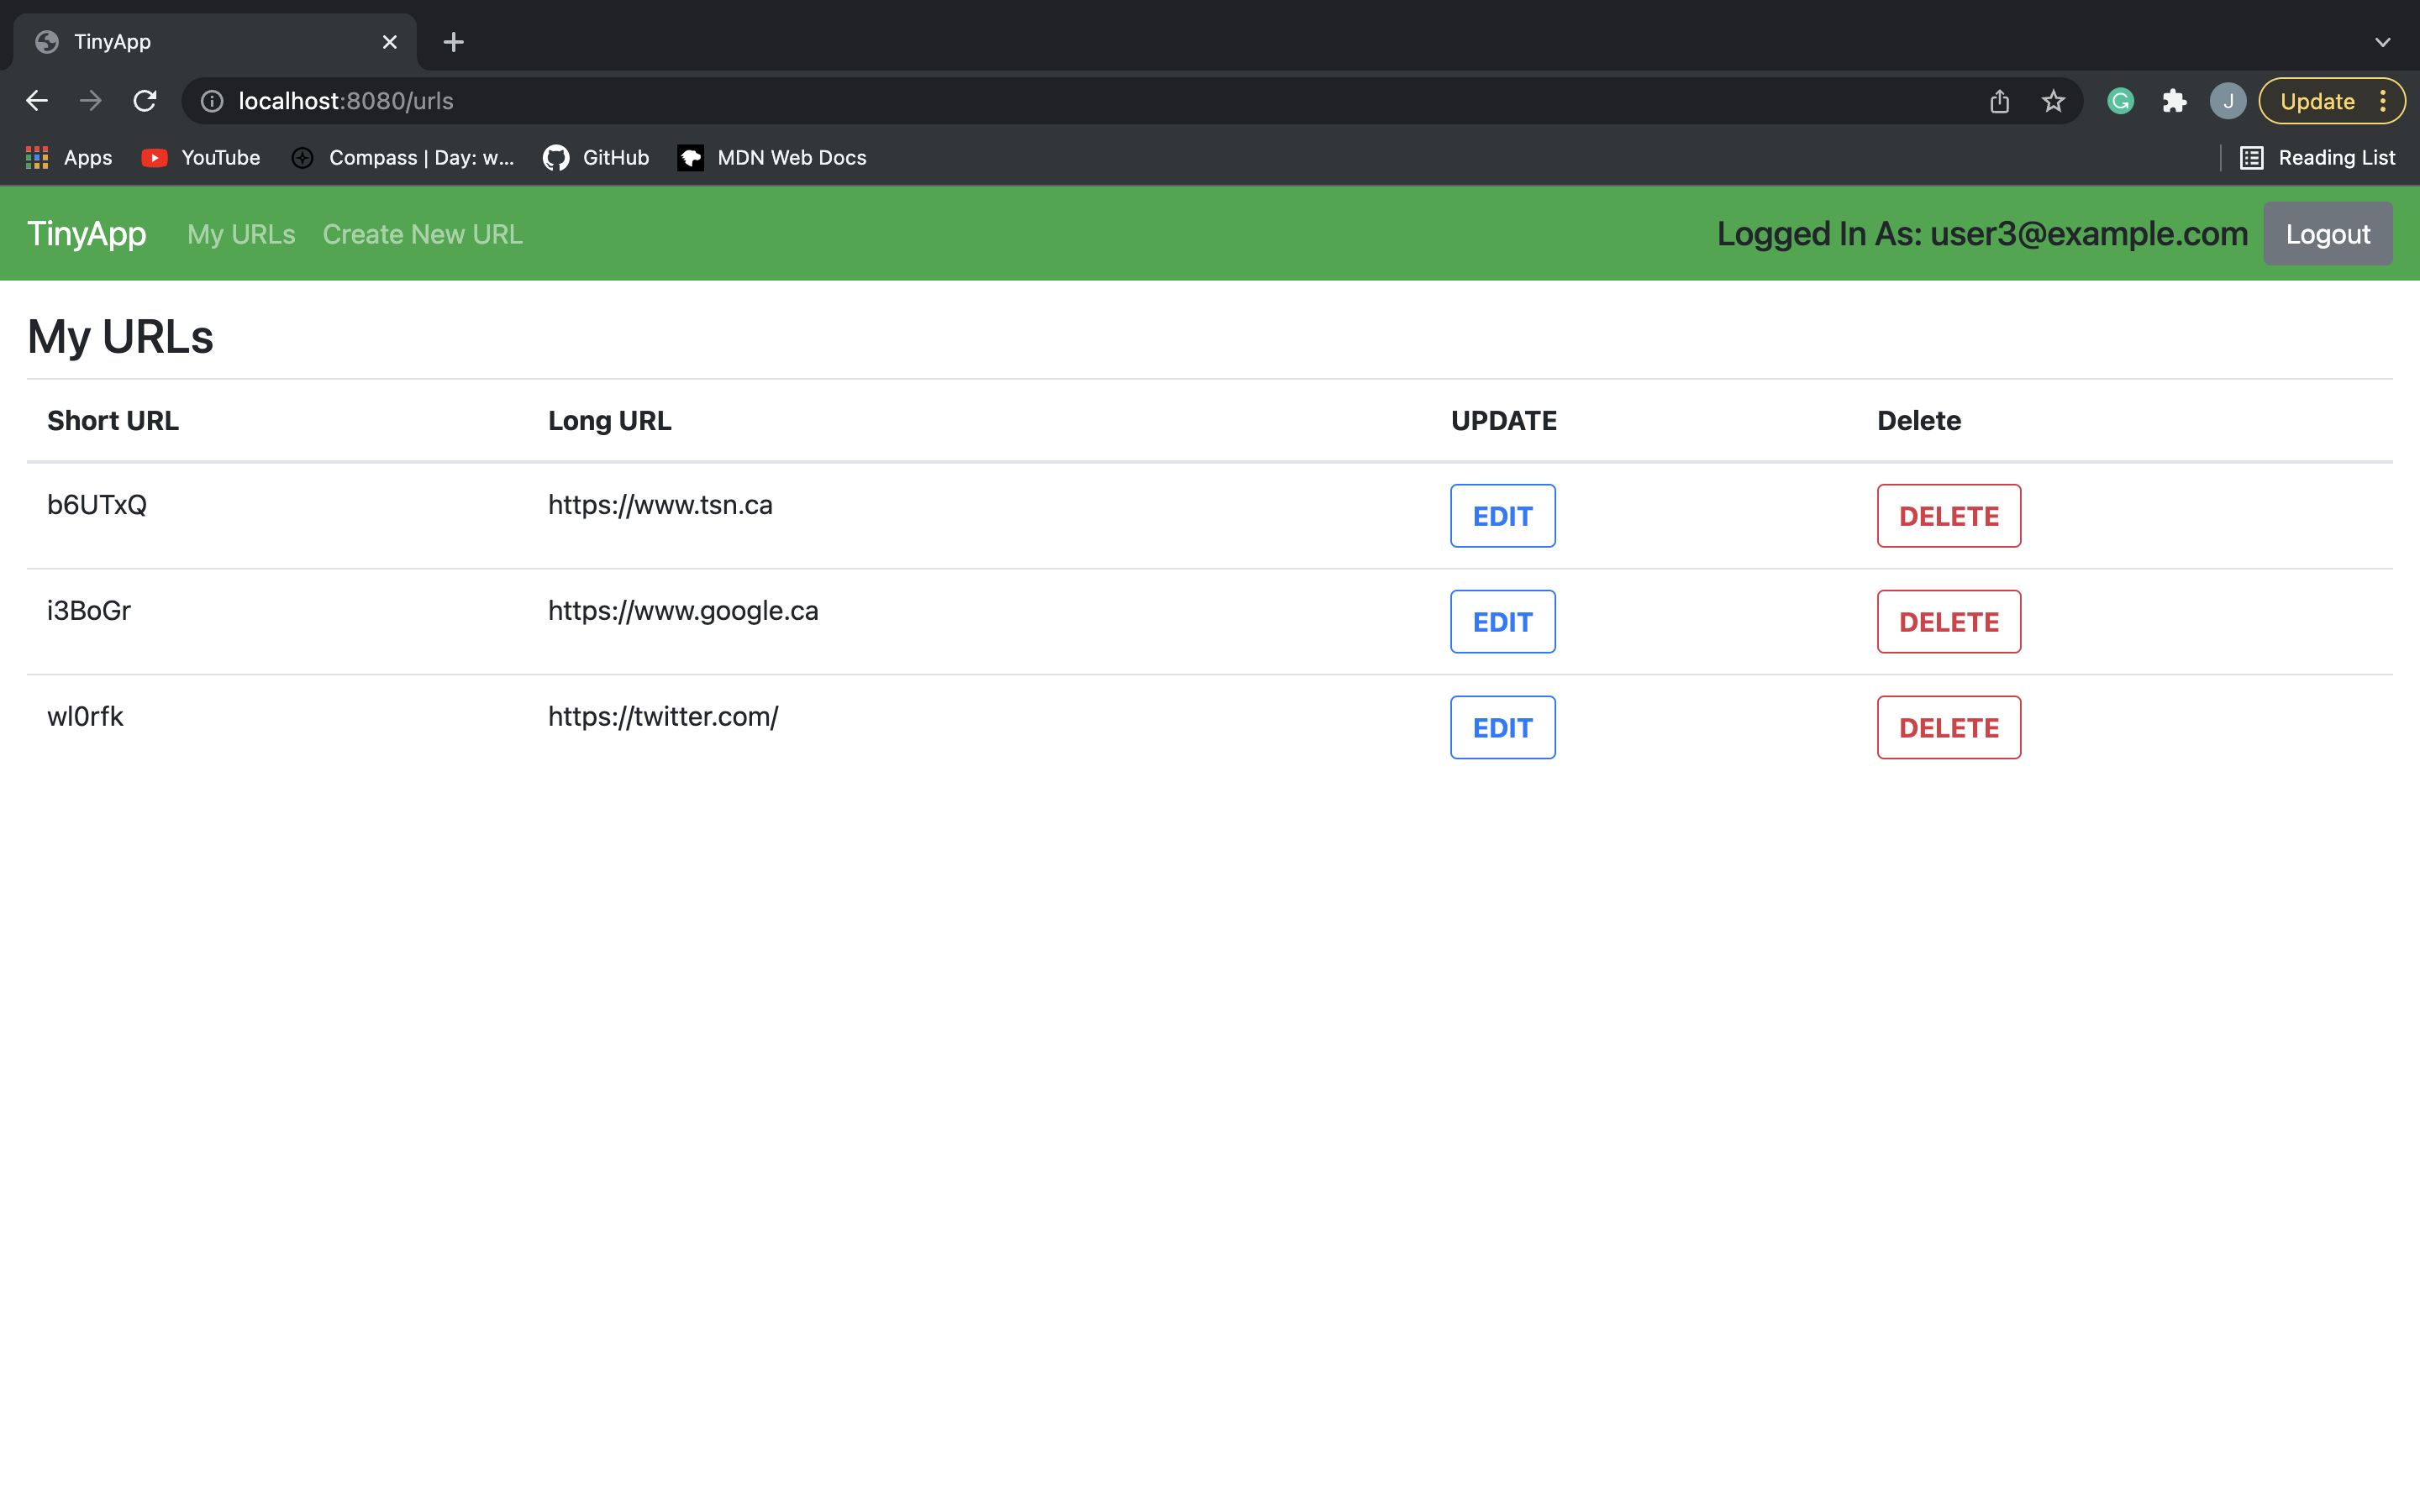 TinyApp
localhost:8080/urls
J
Update
Apps YouTube Compass | Day: w... GitHub MDN Web Docs Reading List
TinyApp My URLs Create New URL Logged In As: user3@example.com Logout
My URLs
Short URL Long URL UPDATE Delete
b6UTxQ https://www.tsn.ca EDIT DELETE
i3BoGr https://www.google.ca EDIT DELETE
wl0rfk https://twitter.com/ EDIT DELETE